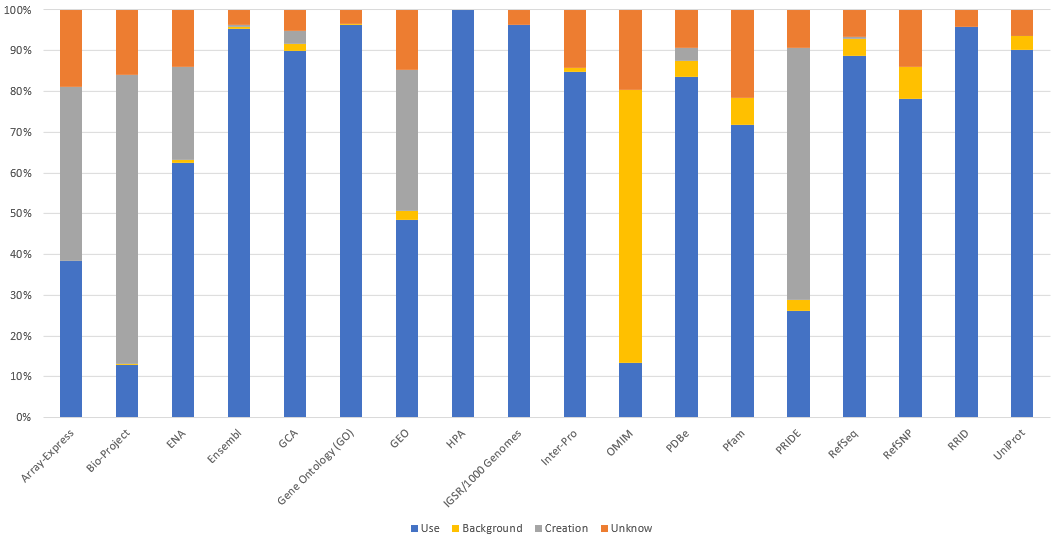 100%
90%
80%
70%
60%
50%
40%
30%
20%
10%
0%
Array-Express
Bio-Project
ENA
Ensembl
GCA
Gene Ontology (GO)
GEO
HPA
IGSR/1000 Genomes
Inter-Pro
OMIM
PDBe
Pfam
PRIDE
RefSeq
RefSNP
RRID
UniProt
Use Background Creation Unknow